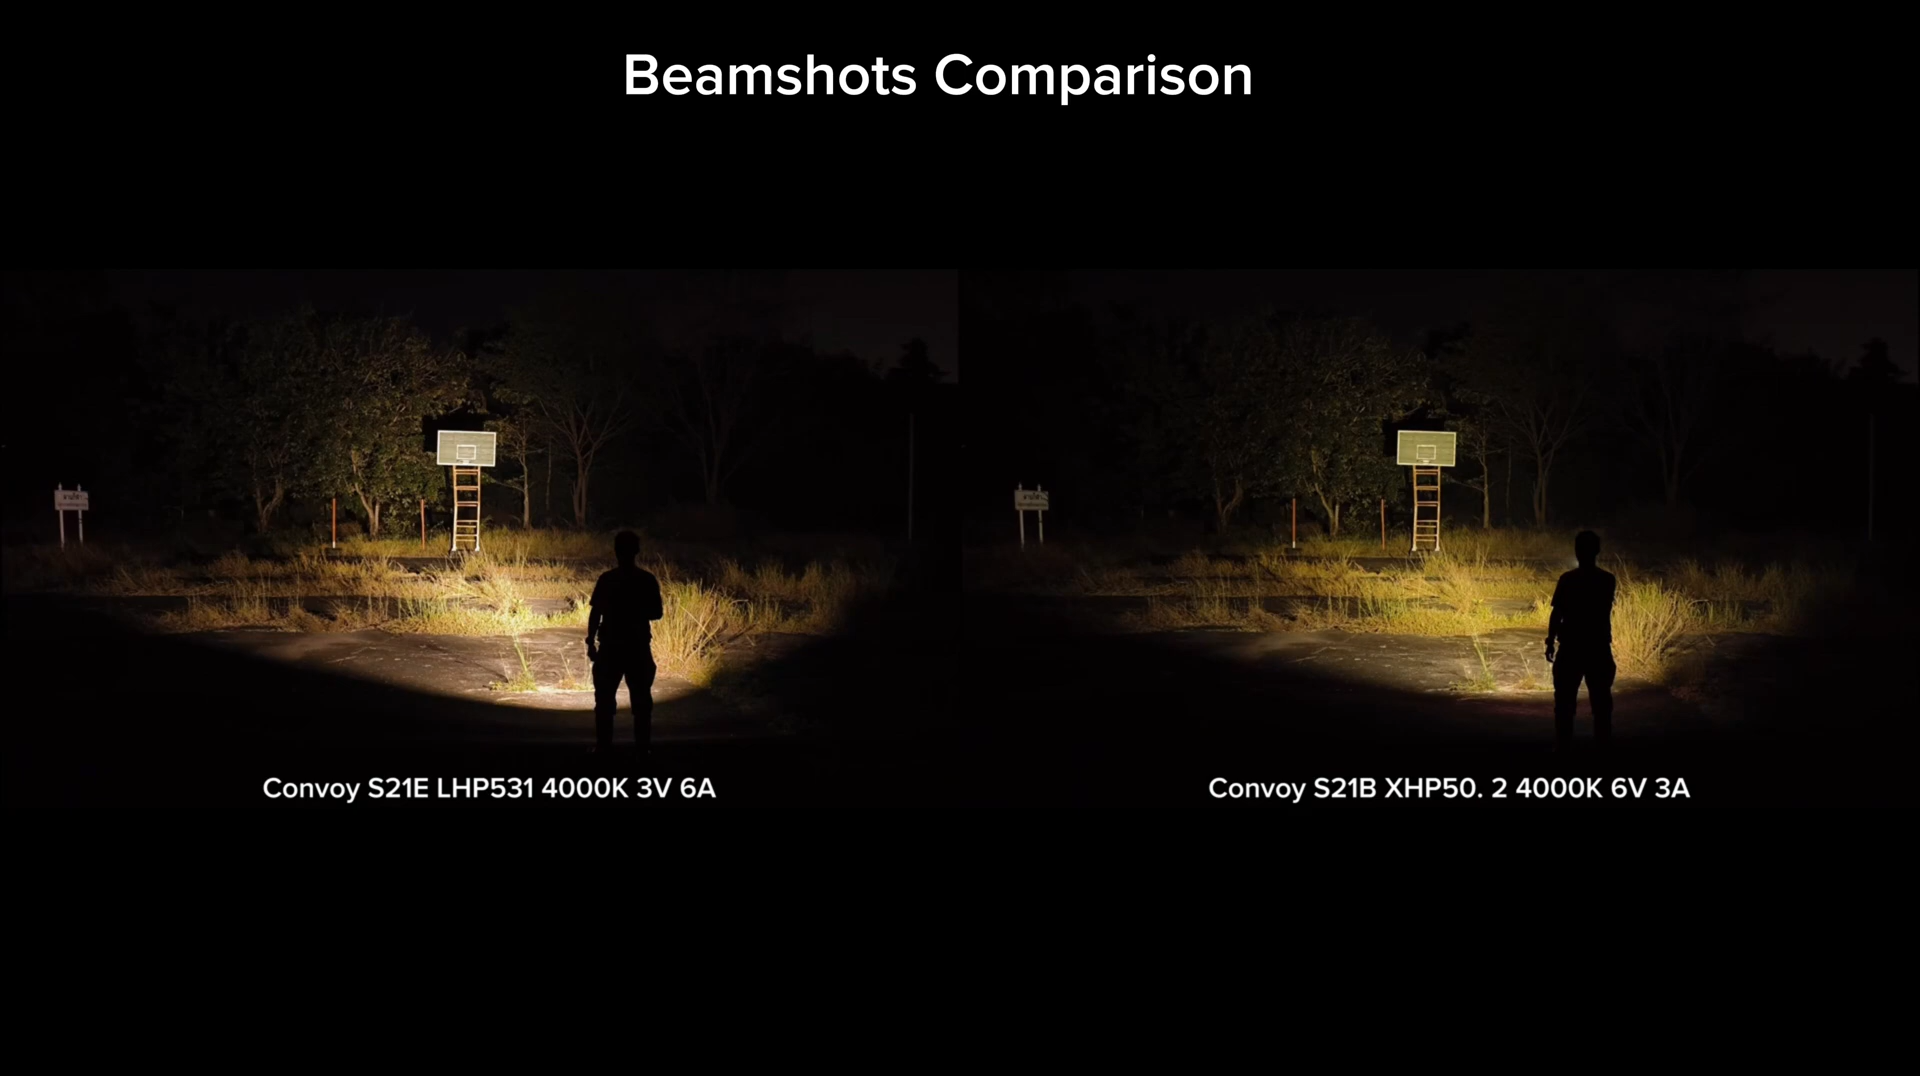 Beamshots Comparison
Convoy S21E LHP531 4000K 3V 6A
Convoy S21B XHP50. 2 4000K 6V 3A